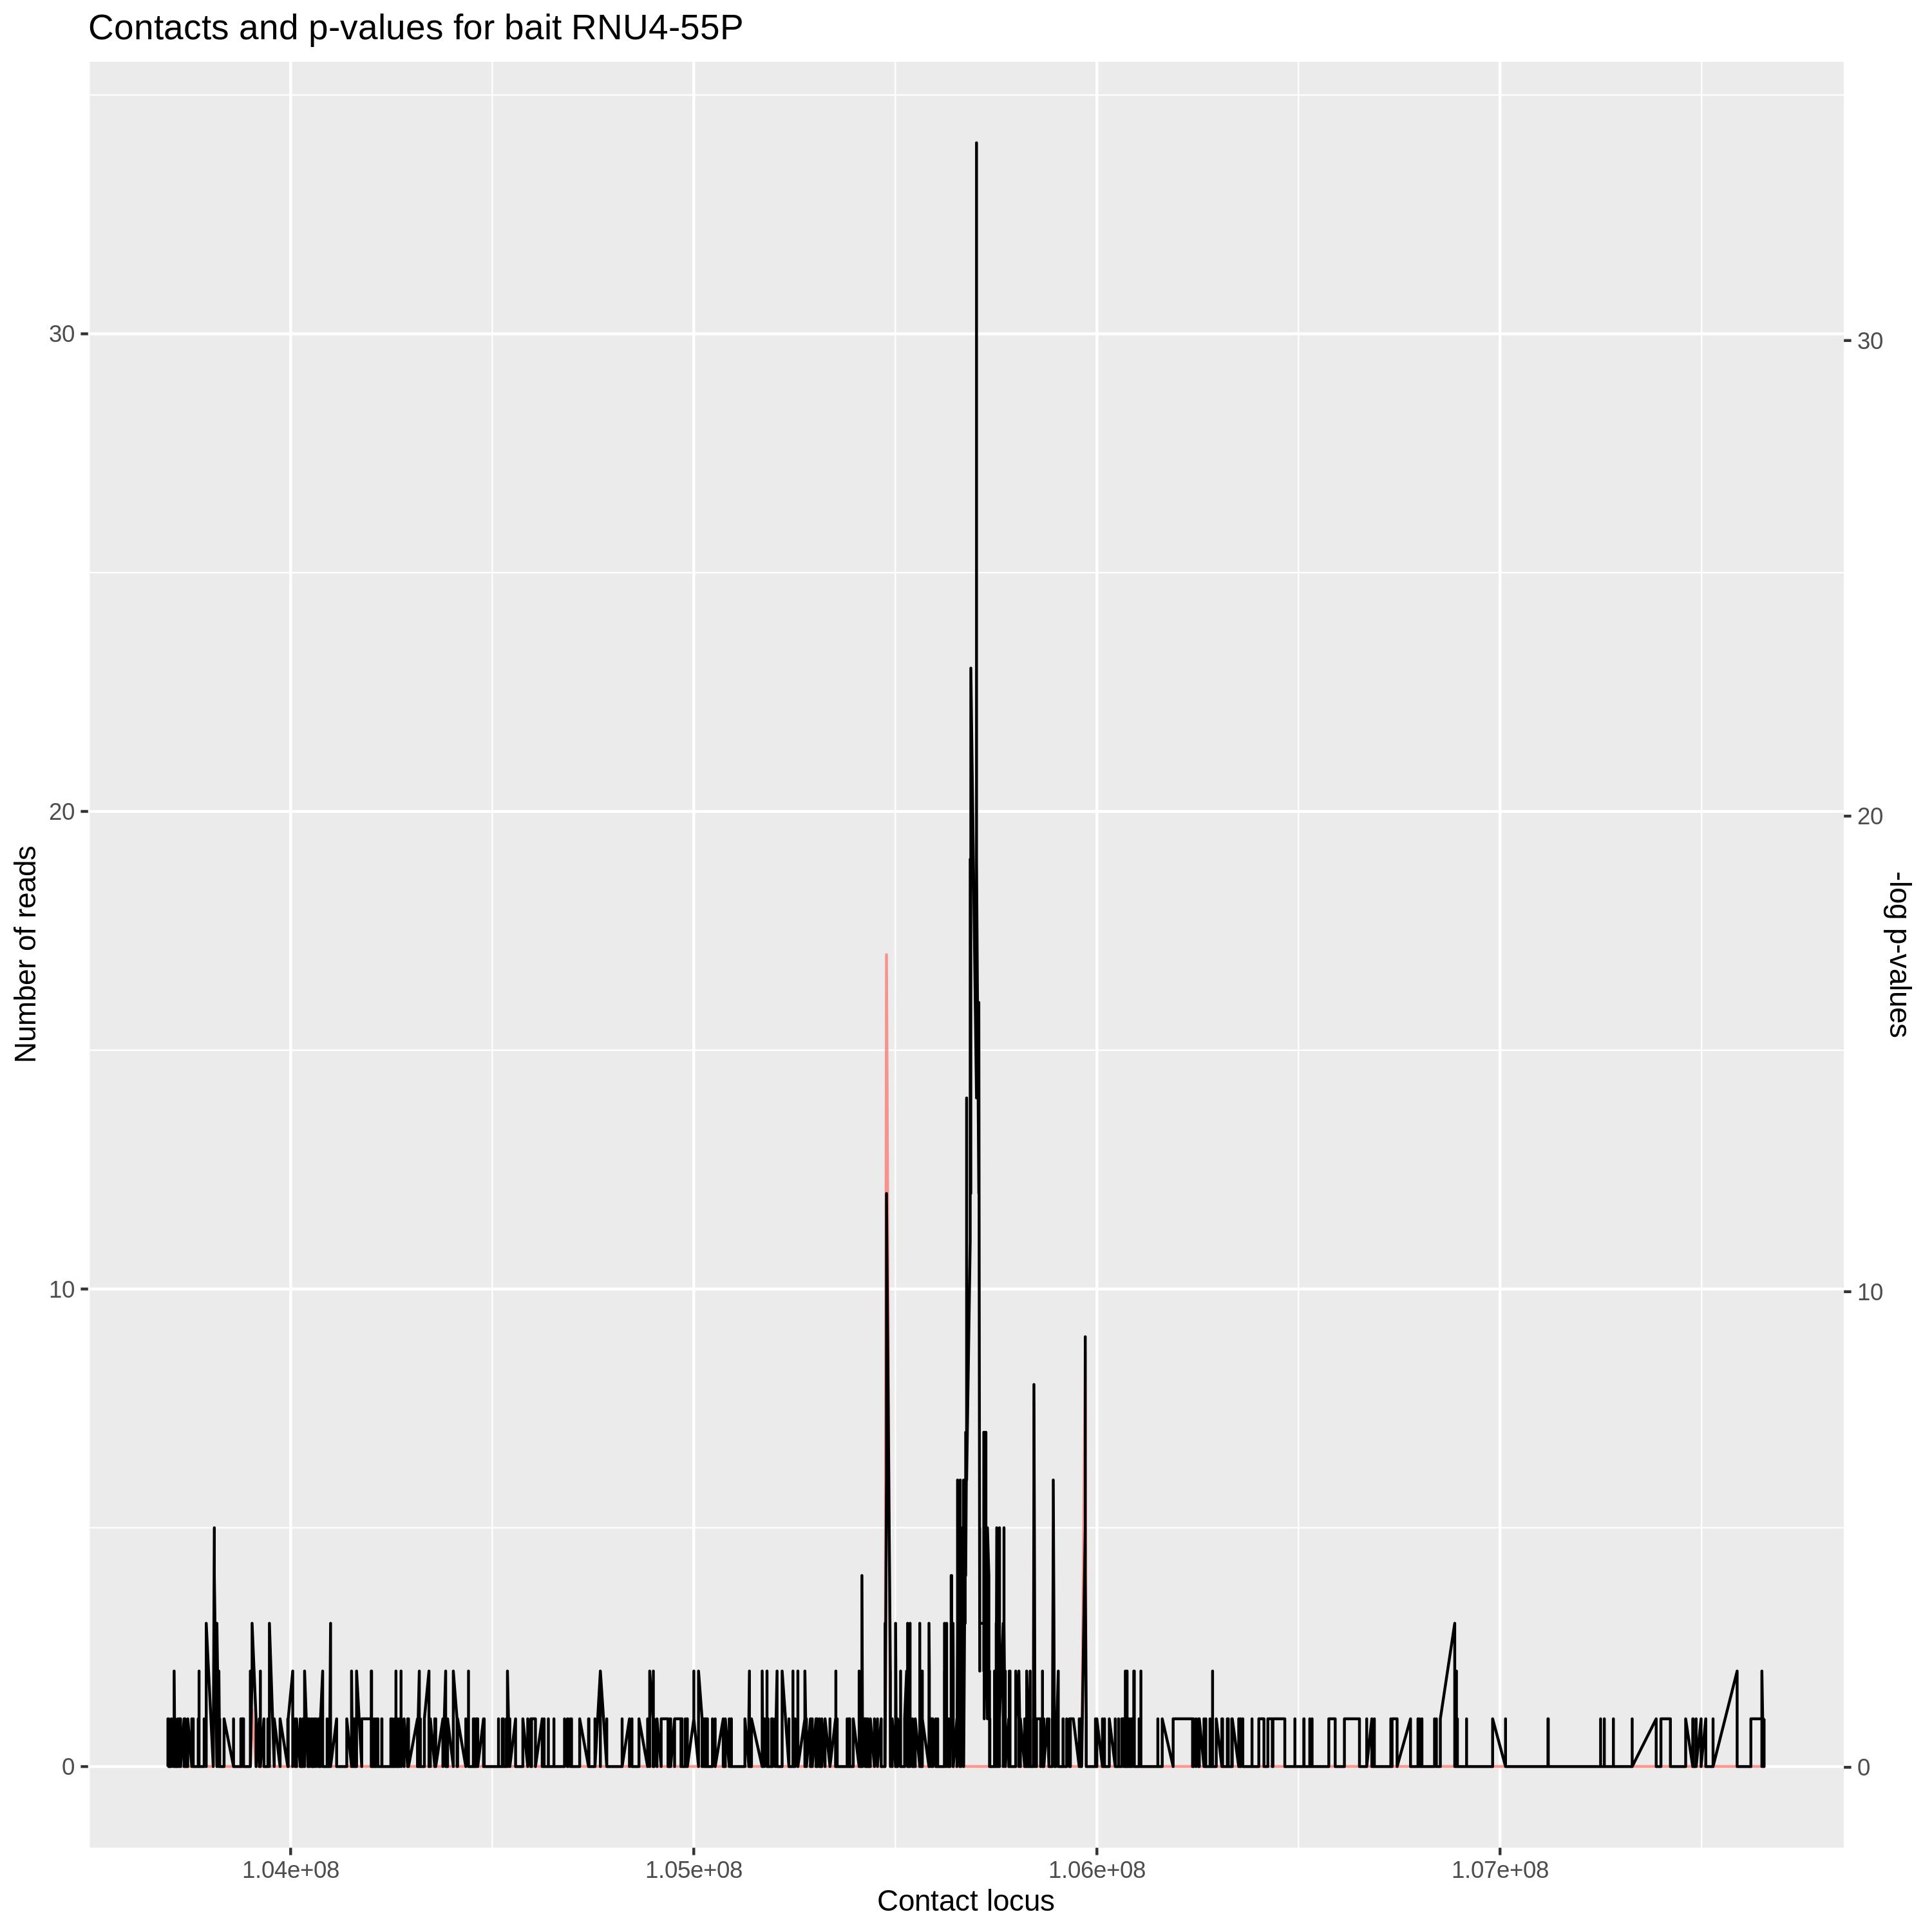 Contacts and p-values for bait RNU4-55P
30
20
10
0
30
20
10
0
Number of reads
-log p-values
1.04e+08
1.05e+08
1.06e+08
1.07e+08
Contact locus